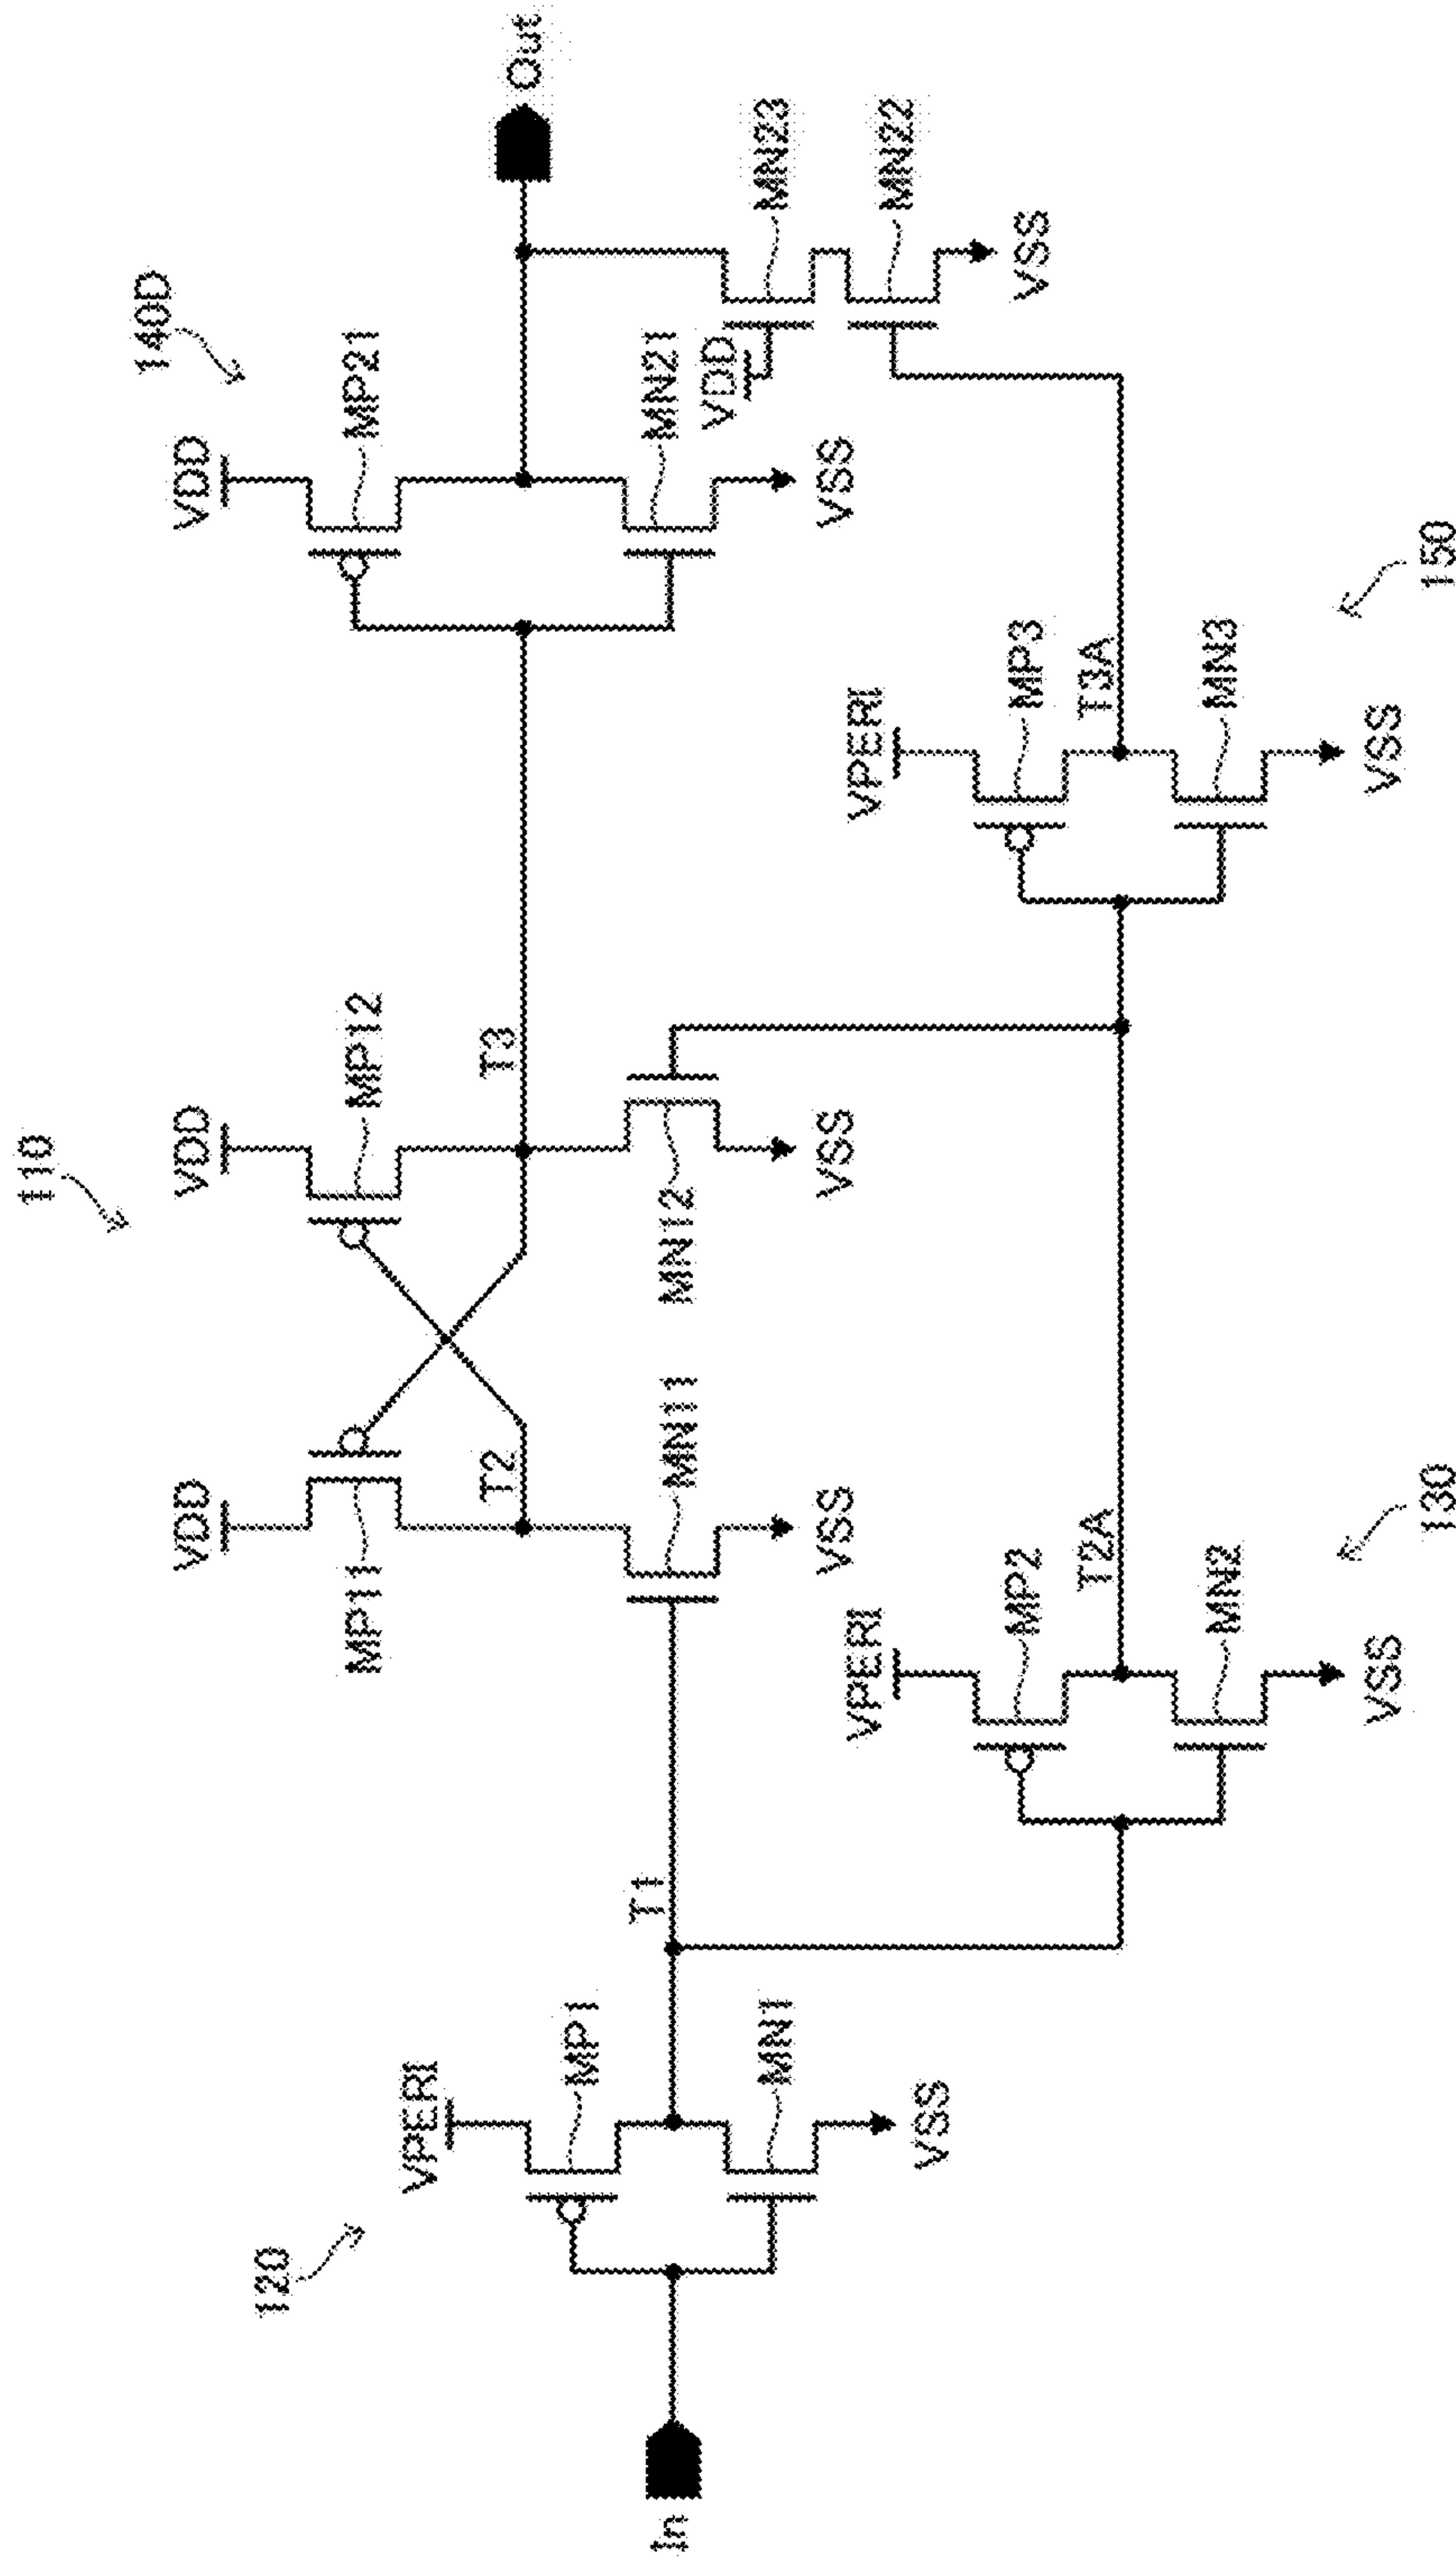 110
140D
VDD
VDD
VDD
MP11
MP12
MP21
120
VPERI
T2
T3
Out
MP1
T1
MN11
MN12
MN21
VDD
MN23
In
MN1
VSS
VSS
VSS
MN22
VSS
VPERI
VPERI
VSS
MP2
MP3
T2A
T3A
MN2
MN3
VSS
VSS
130
150